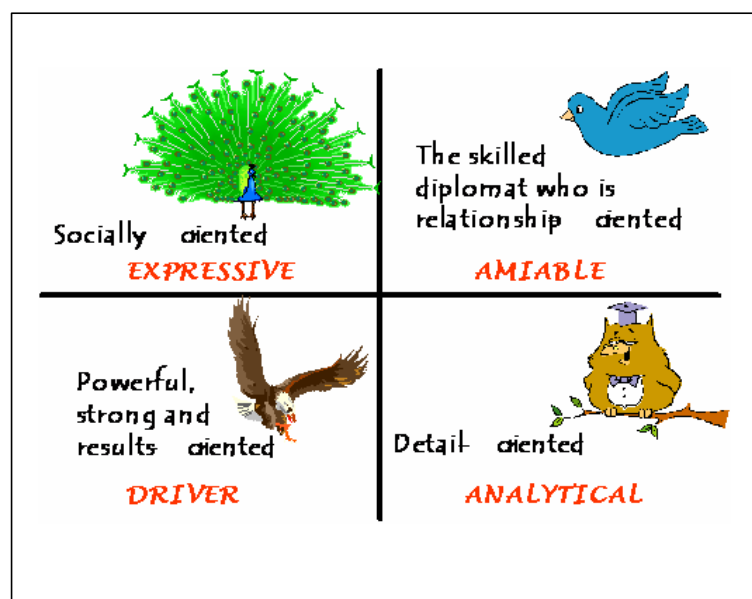 Socially oriented
EXPRESSIVE
The skilled
diplomat who is
relationship oriented
AMIABLE
Powerful,
strong and
results- oriented
DRIVER
Detail- oriented
ANALYTICAL